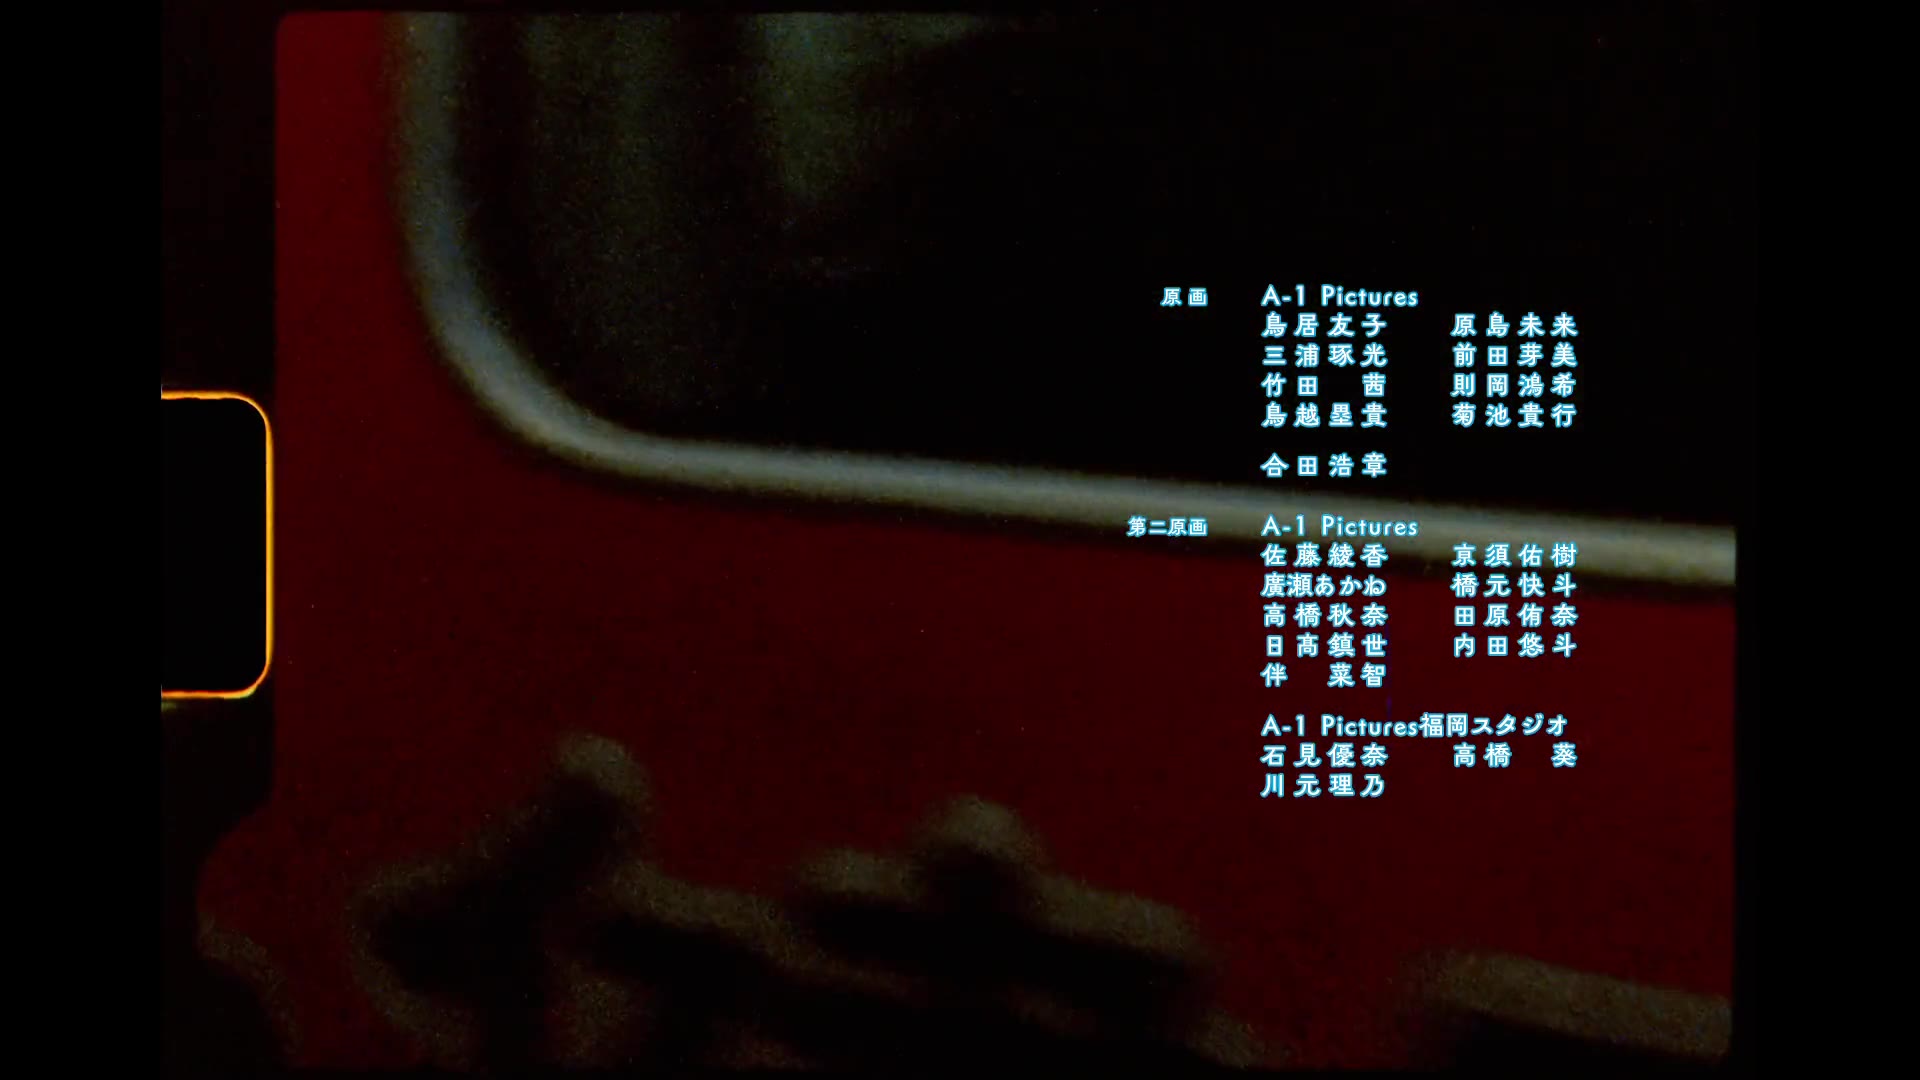 原画 A-1 Pictures
鳥居友子 原島未来
三浦琢光 前田芽美
竹田 茜 則岡鴻希
鳥越塁貴 菊池貴行
合田浩章
第二原画 A-1 Pictures
佐藤綾香 京須佑樹
廣瀬あかね 橋元快斗
高橋秋奈 田原侑奈
日髙鎮世 内田悠斗
伴 菜智
A-1 Pictures福岡スタジオ
石見優奈 高橋 葵
川元理乃